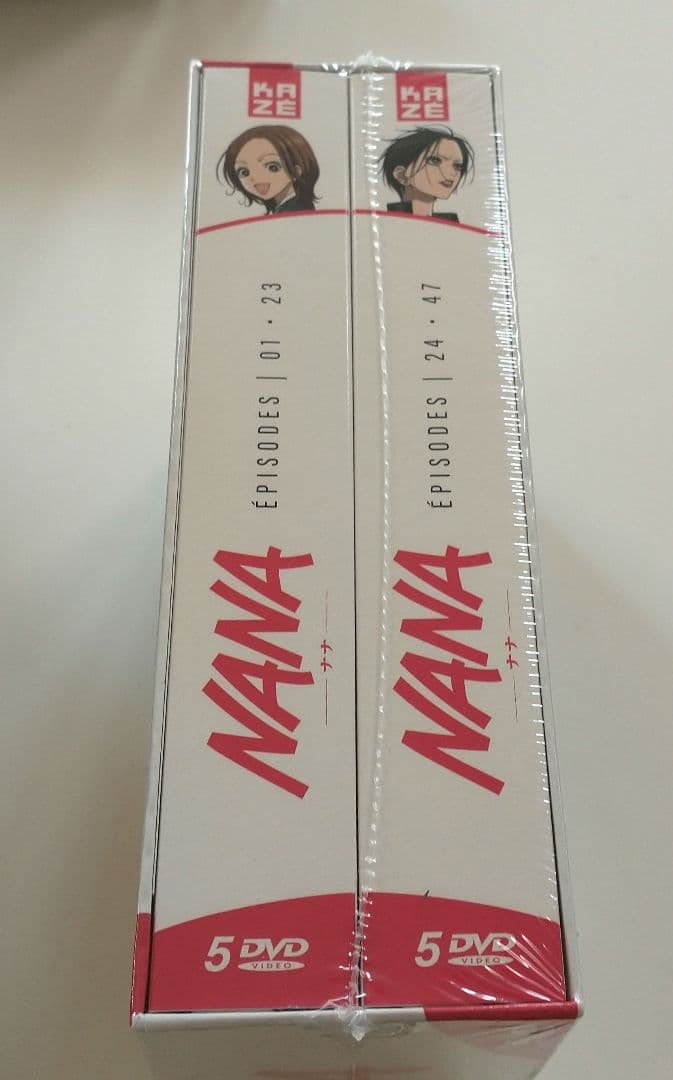 KAZÉ
ÉPISODES | 01 · 23
NANA
ナナ
5 DVD
VIDEO
KAZÉ
ÉPISODES | 24 · 47
NANA
ナナ
5 DVD
VIDEO